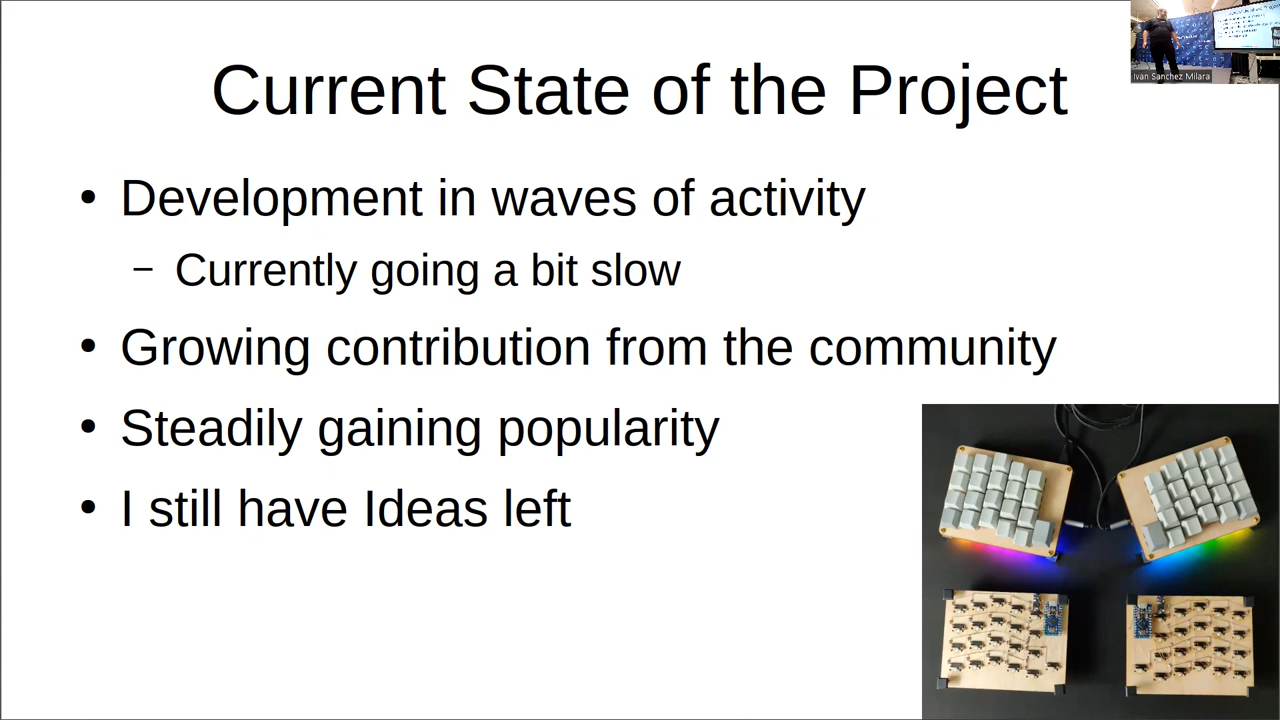 Current State of the Project
• Development in waves of activity
– Currently going a bit slow
• Growing contribution from the community
• Steadily gaining popularity
• I still have Ideas left
Ivan Sanchez Milara